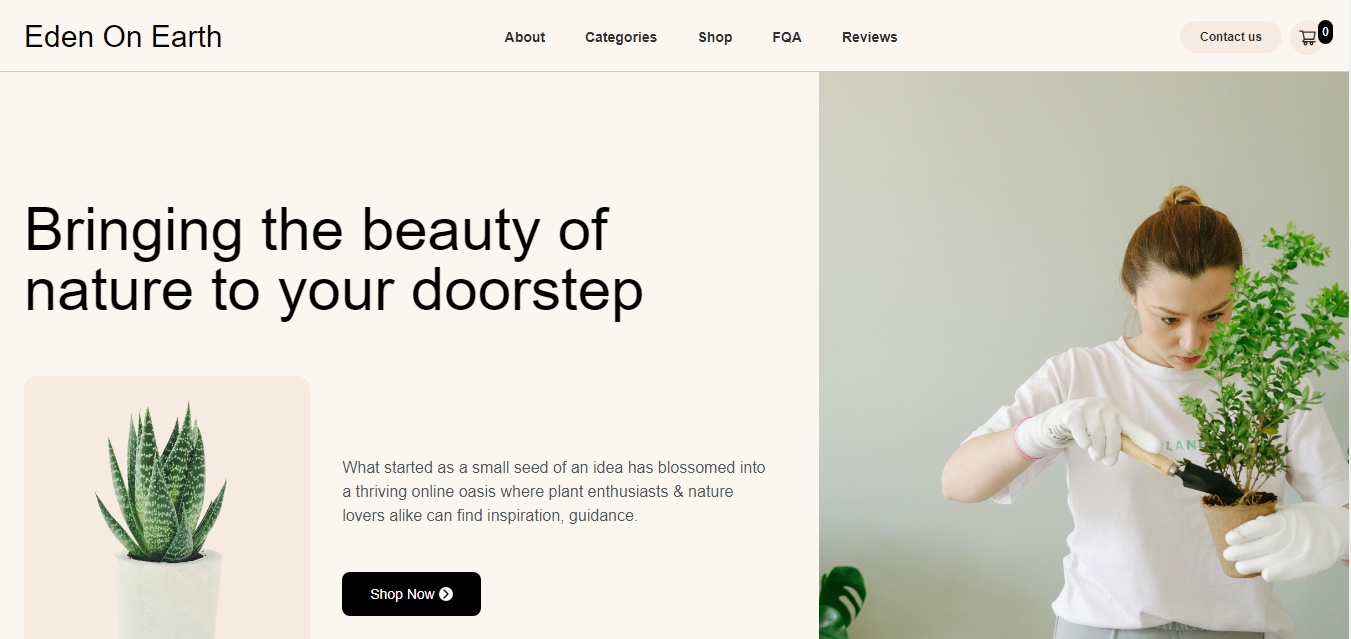 Eden On Earth
About
Categories
Shop
FQA
Reviews
Contact us
0
Bringing the beauty of
nature to your doorstep
What started as a small seed of an idea has blossomed into
a thriving online oasis where plant enthusiasts & nature
lovers alike can find inspiration, guidance.
Shop Now